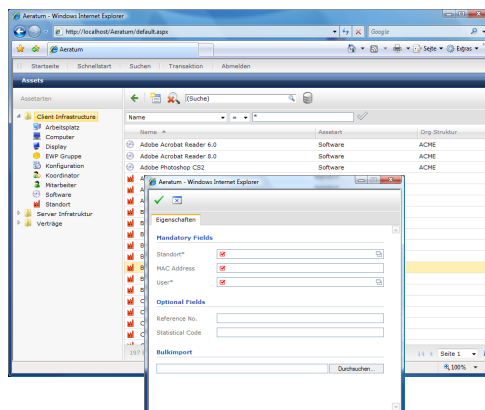 Aeratum - Windows Internet Explorer
http://localhost/Aeratum/default.aspx
Google
Aeratum
Seite
Extras
Startseite Schnellstart Suchen Transaktion Abmelden
Assets
Assetarten
(Suche)
Client Infrastructure
Arbeitsplatz
Computer
Display
EWP Gruppe
Konfiguration
Koordinator
Mitarbeiter
Software
Standort
Server Infrastruktur
Verträge
Name = *
Name Assetart Org-Struktur
Adobe Acrobat Reader 6.0 Software ACME
Adobe Acrobat Reader 8.0 Software ACME
Adobe Photoshop CS2 Software ACME
A
A
A
B
B
B
B
B
B
C
C
C
197
Seite 1
100%
Aeratum - Windows Internet Explorer
Eigenschaften
Mandatory Fields
Standort*
MAC Address
User*
Optional Fields
Reference No.
Statistical Code
Bulkimport
Durchsuchen...